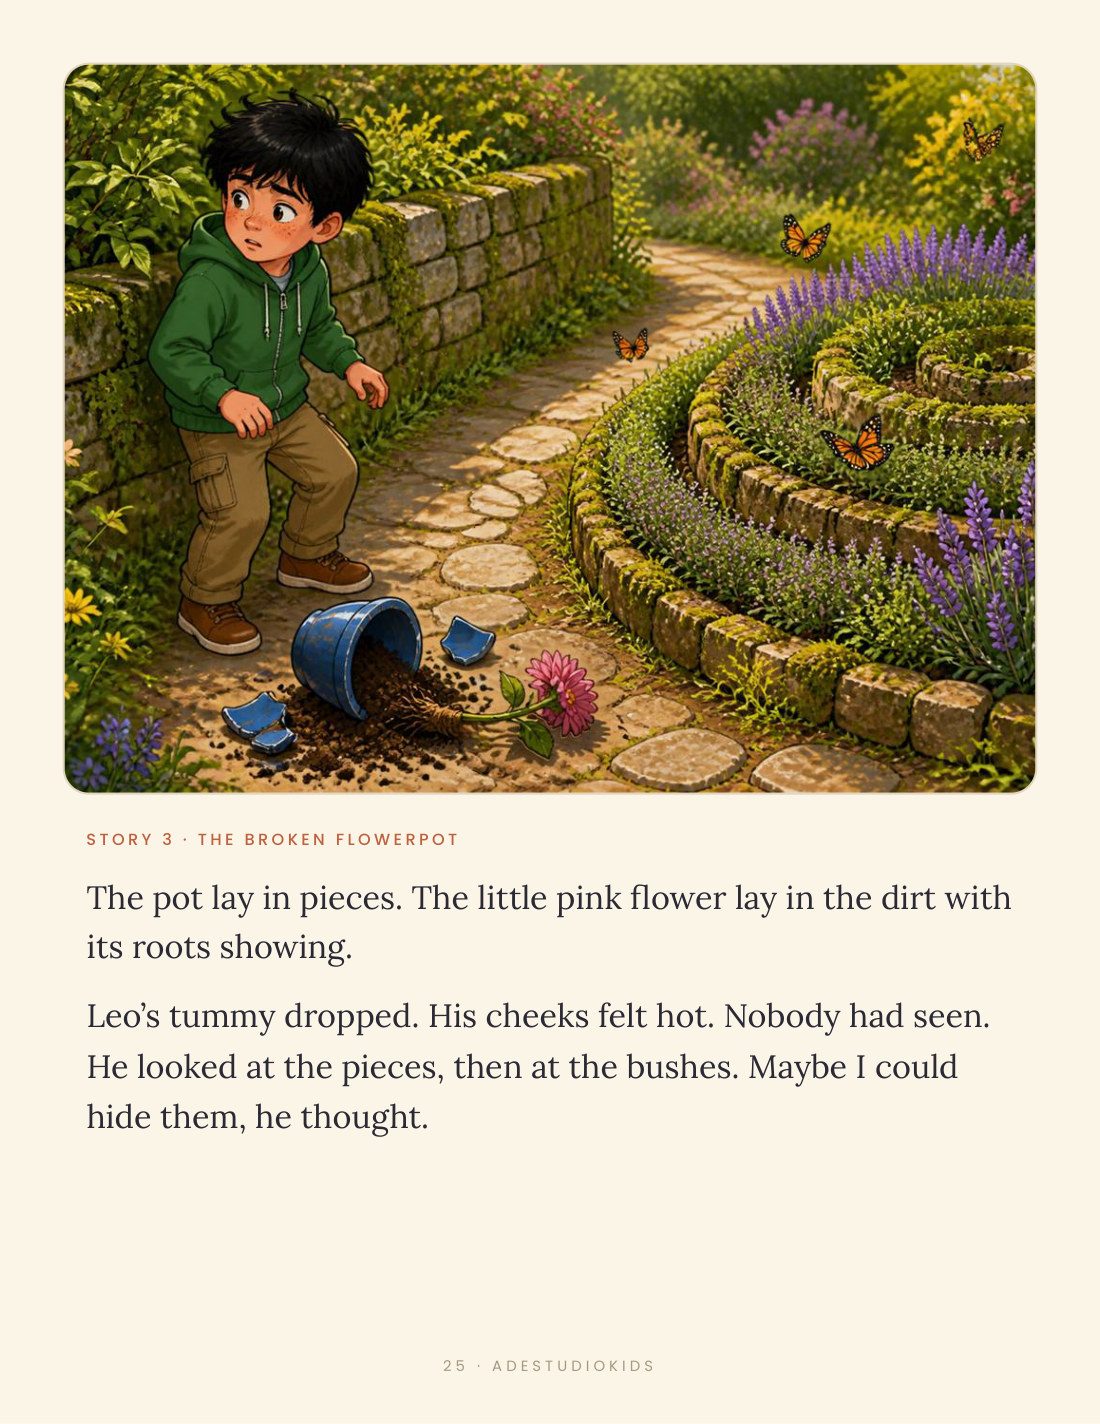 STORY 3 · THE BROKEN FLOWERPOT
The pot lay in pieces. The little pink flower lay in the dirt with
its roots showing.
Leo’s tummy dropped. His cheeks felt hot. Nobody had seen.
He looked at the pieces, then at the bushes. Maybe I could
hide them, he thought.
25 · ADESTUDIOKIDS